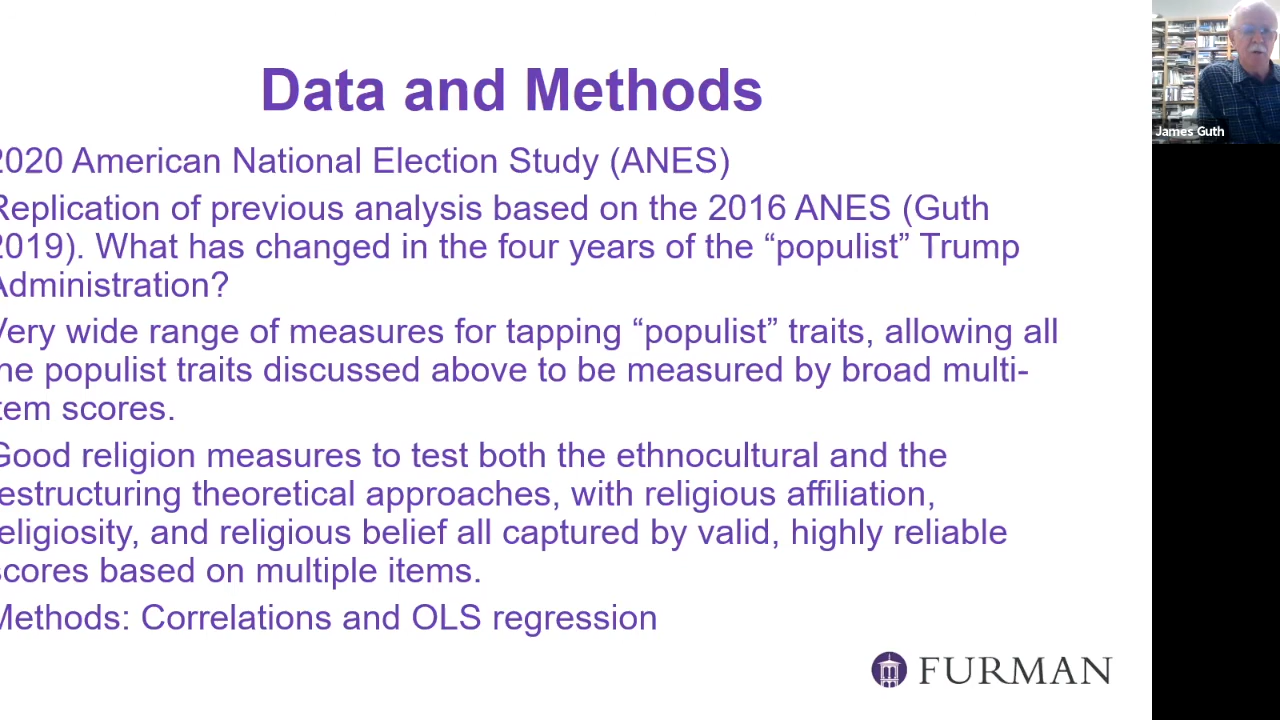 Data and Methods
2020 American National Election Study (ANES)
Replication of previous analysis based on the 2016 ANES (Guth
2019). What has changed in the four years of the “populist” Trump
Administration?
Very wide range of measures for tapping “populist” traits, allowing all
he populist traits discussed above to be measured by broad multi-
tem scores.
Good religion measures to test both the ethnocultural and the
estructuring theoretical approaches, with religious affiliation,
eligiosity, and religious belief all captured by valid, highly reliable
scores based on multiple items.
Methods: Correlations and OLS regression
FURMAN
James Guth